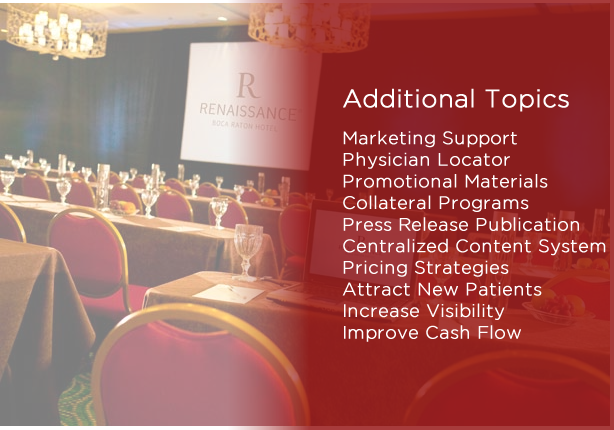 R
RENAISSANCE
BOCA RATON HOTEL
Additional Topics
Marketing Support
Physician Locator
Promotional Materials
Collateral Programs
Press Release Publication
Centralized Content System
Pricing Strategies
Attract New Patients
Increase Visibility
Improve Cash Flow